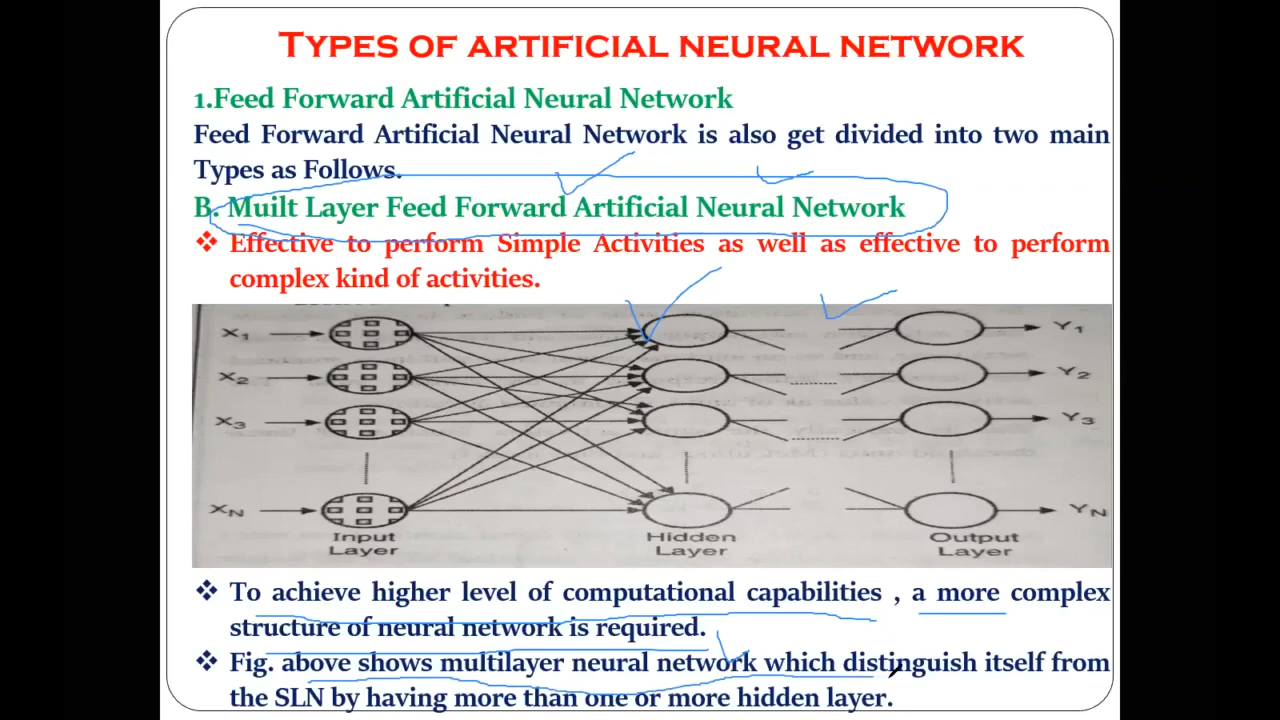 TYPES OF ARTIFICIAL NEURAL NETWORK
1.Feed Forward Artificial Neural Network
Feed Forward Artificial Neural Network is also get divided into two main
Types as Follows.
B. Muilt Layer Feed Forward Artificial Neural Network
❖ Effective to perform Simple Activities as well as effective to perform
complex kind of activities.
X1 Y1
X2 Y2
X3 Y3
XN YN
Input Hidden Output
Layer Layer Layer
❖ To achieve higher level of computational capabilities , a more complex
structure of neural network is required.
❖ Fig. above shows multilayer neural network which distinguish itself from
the SLN by having more than one or more hidden layer.